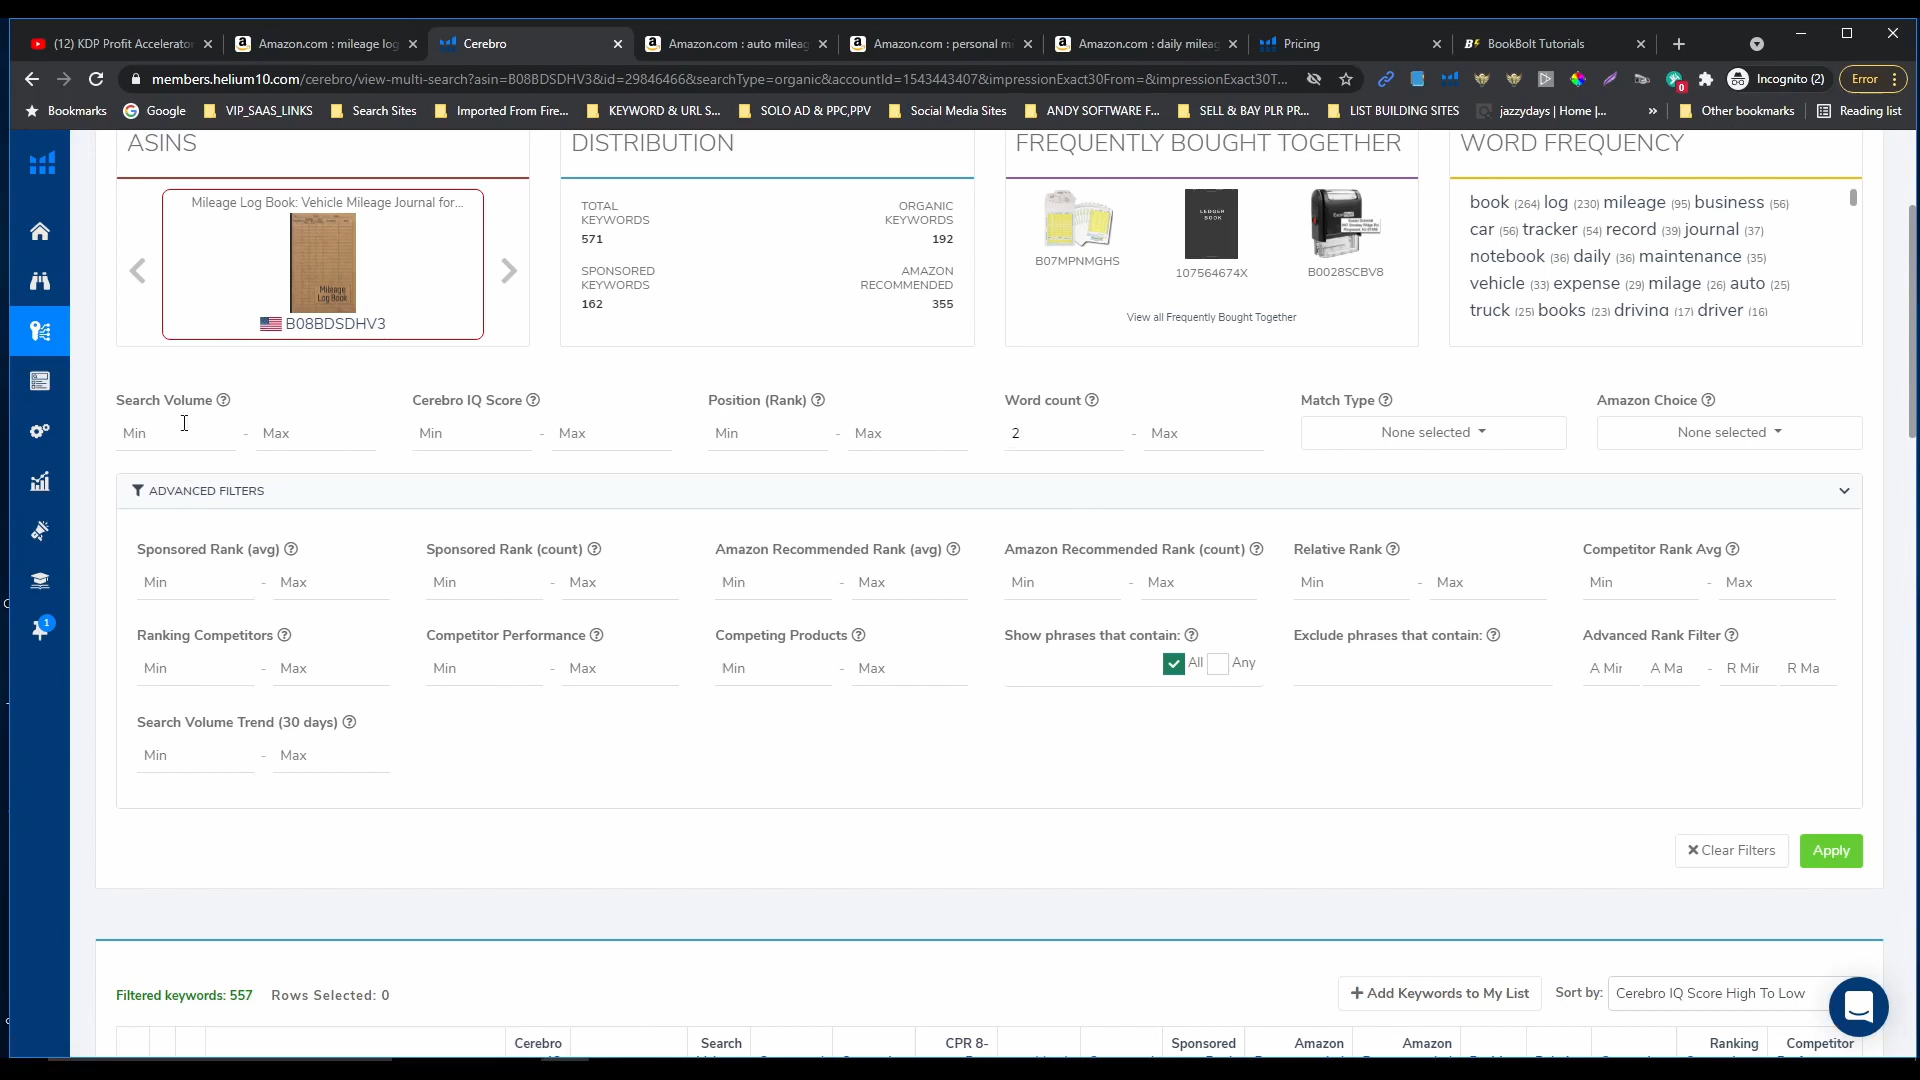 (12) KDP Profit Accelerator
Amazon.com : mileage log
Cerebro
Amazon.com : auto mileag
Amazon.com : personal m
Amazon.com : daily mileag
Pricing
BookBolt Tutorials
members.helium10.com/cerebro/view-multi-search?asin=B08BDSDHV3&id=29846466&searchType=organic&accountId=1543443407&impressionExact30From=&impressionExact30T...
0
Incognito (2)
Error
Bookmarks
Google
VIP_SAAS_LINKS
Search Sites
Imported From Fire...
KEYWORD & URL S...
SOLO AD & PPC,PPV
Social Media Sites
ANDY SOFTWARE F...
SELL & BAY PLR PR...
LIST BUILDING SITES
jazzydays | Home |...
»
Other bookmarks
Reading list
ASINS
DISTRIBUTION
FREQUENTLY BOUGHT TOGETHER
WORD FREQUENCY
Mileage Log Book: Vehicle Mileage Journal for...
Mileage
Log Book
B08BDSDHV3
TOTAL KEYWORDS
571
ORGANIC KEYWORDS
192
SPONSORED KEYWORDS
162
AMAZON RECOMMENDED
355
LEDGER
BOOK
B07MPNMGHS
107564674X
B0028SCBV8
View all Frequently Bought Together
book (264) log (230) mileage (95) business (56)
car (56) tracker (54) record (39) journal (37)
notebook (36) daily (36) maintenance (35)
vehicle (33) expense (29) milage (26) auto (25)
truck (25) books (23) driving (17) driver (16)
Search Volume
Min - Max
Cerebro IQ Score
Min - Max
Position (Rank)
Min - Max
Word count
2 - Max
Match Type
None selected
Amazon Choice
None selected
ADVANCED FILTERS
Sponsored Rank (avg)
Min - Max
Sponsored Rank (count)
Min - Max
Amazon Recommended Rank (avg)
Min - Max
Amazon Recommended Rank (count)
Min - Max
Relative Rank
Min - Max
Competitor Rank Avg
Min - Max
Ranking Competitors
Min - Max
Competitor Performance
Min - Max
Competing Products
Min - Max
Show phrases that contain:
All Any
Exclude phrases that contain:
Advanced Rank Filter
A Mir A Ma - R Mir R Ma
Search Volume Trend (30 days)
Min - Max
1
Clear Filters
Apply
Filtered keywords: 557
Rows Selected: 0
Add Keywords to My List
Sort by:
Cerebro IQ Score High To Low
Cerebro
Search
CPR 8-
Sponsored
Amazon
Amazon
Ranking
Competitor